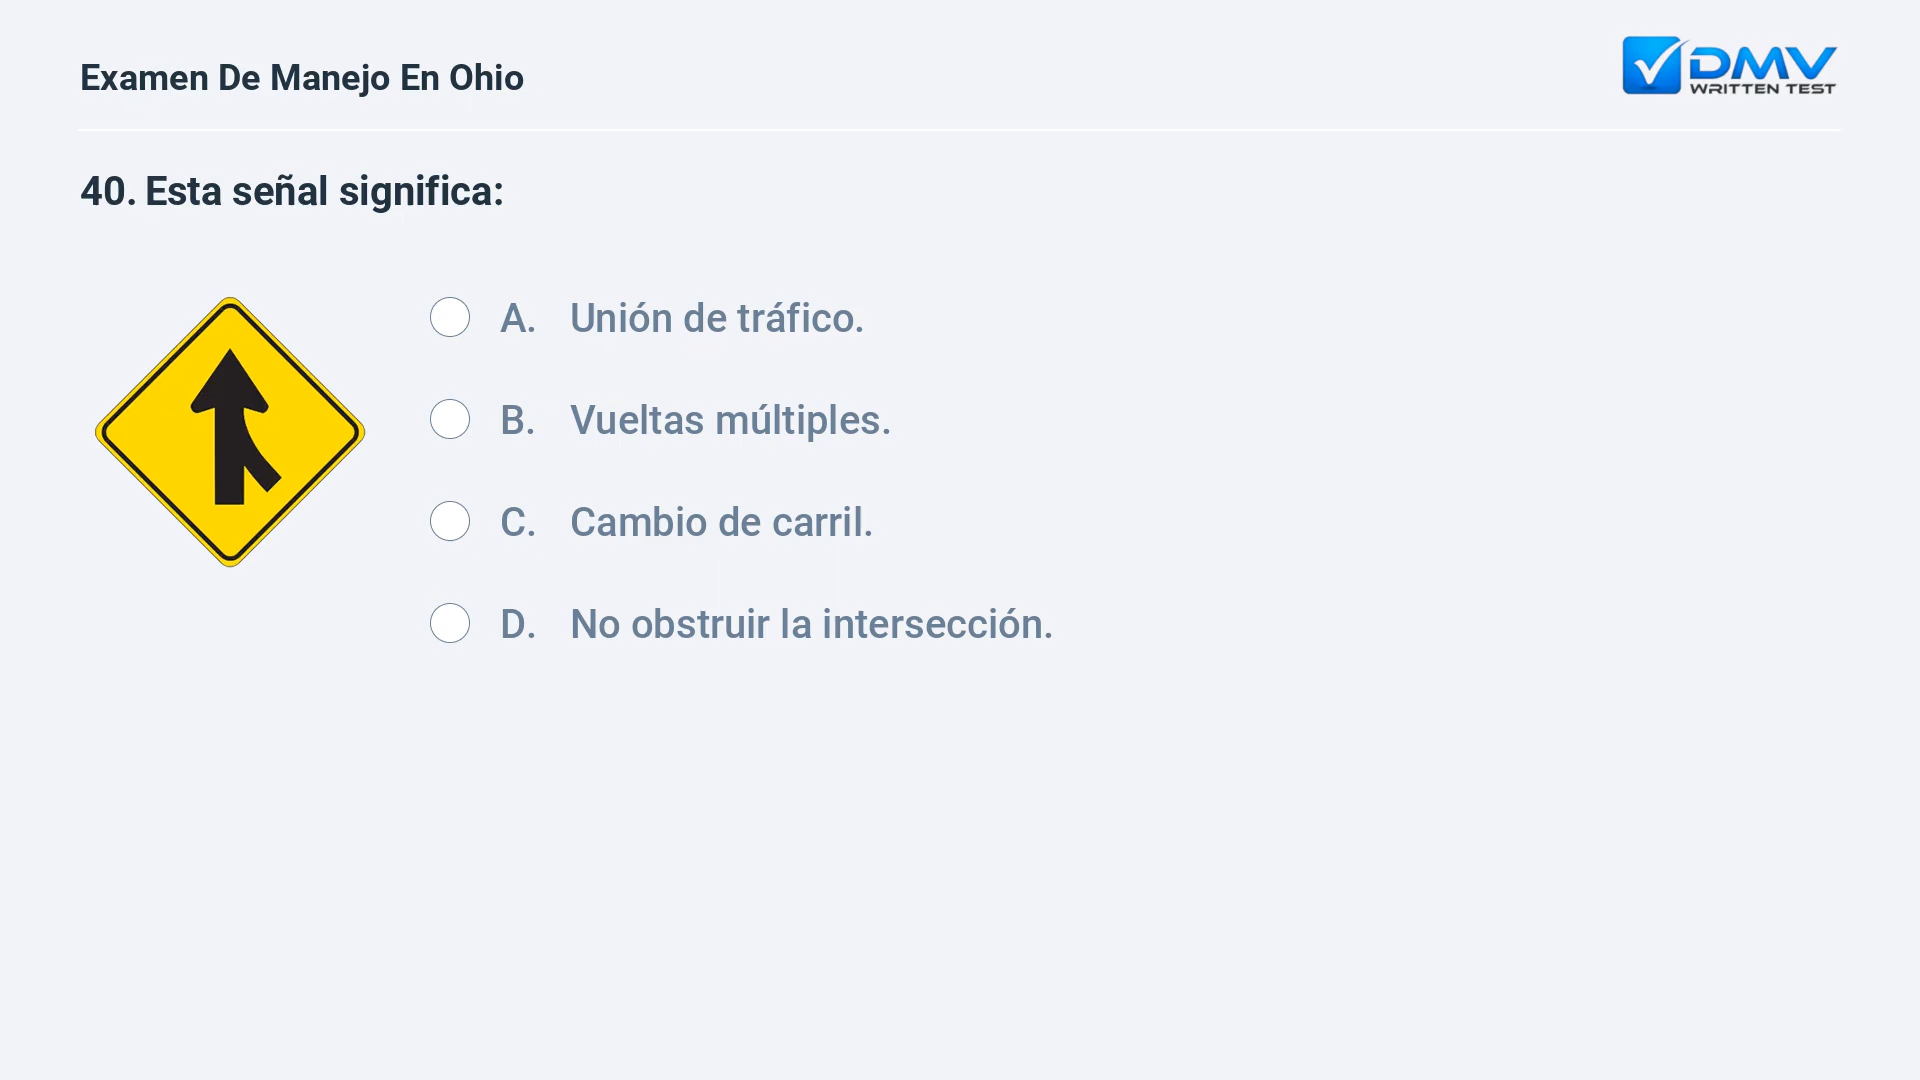 Examen De Manejo En Ohio
DMV
WRITTEN TEST
40. Esta señal significa:
A. Unión de tráfico.
B. Vueltas múltiples.
C. Cambio de carril.
D. No obstruir la intersección.